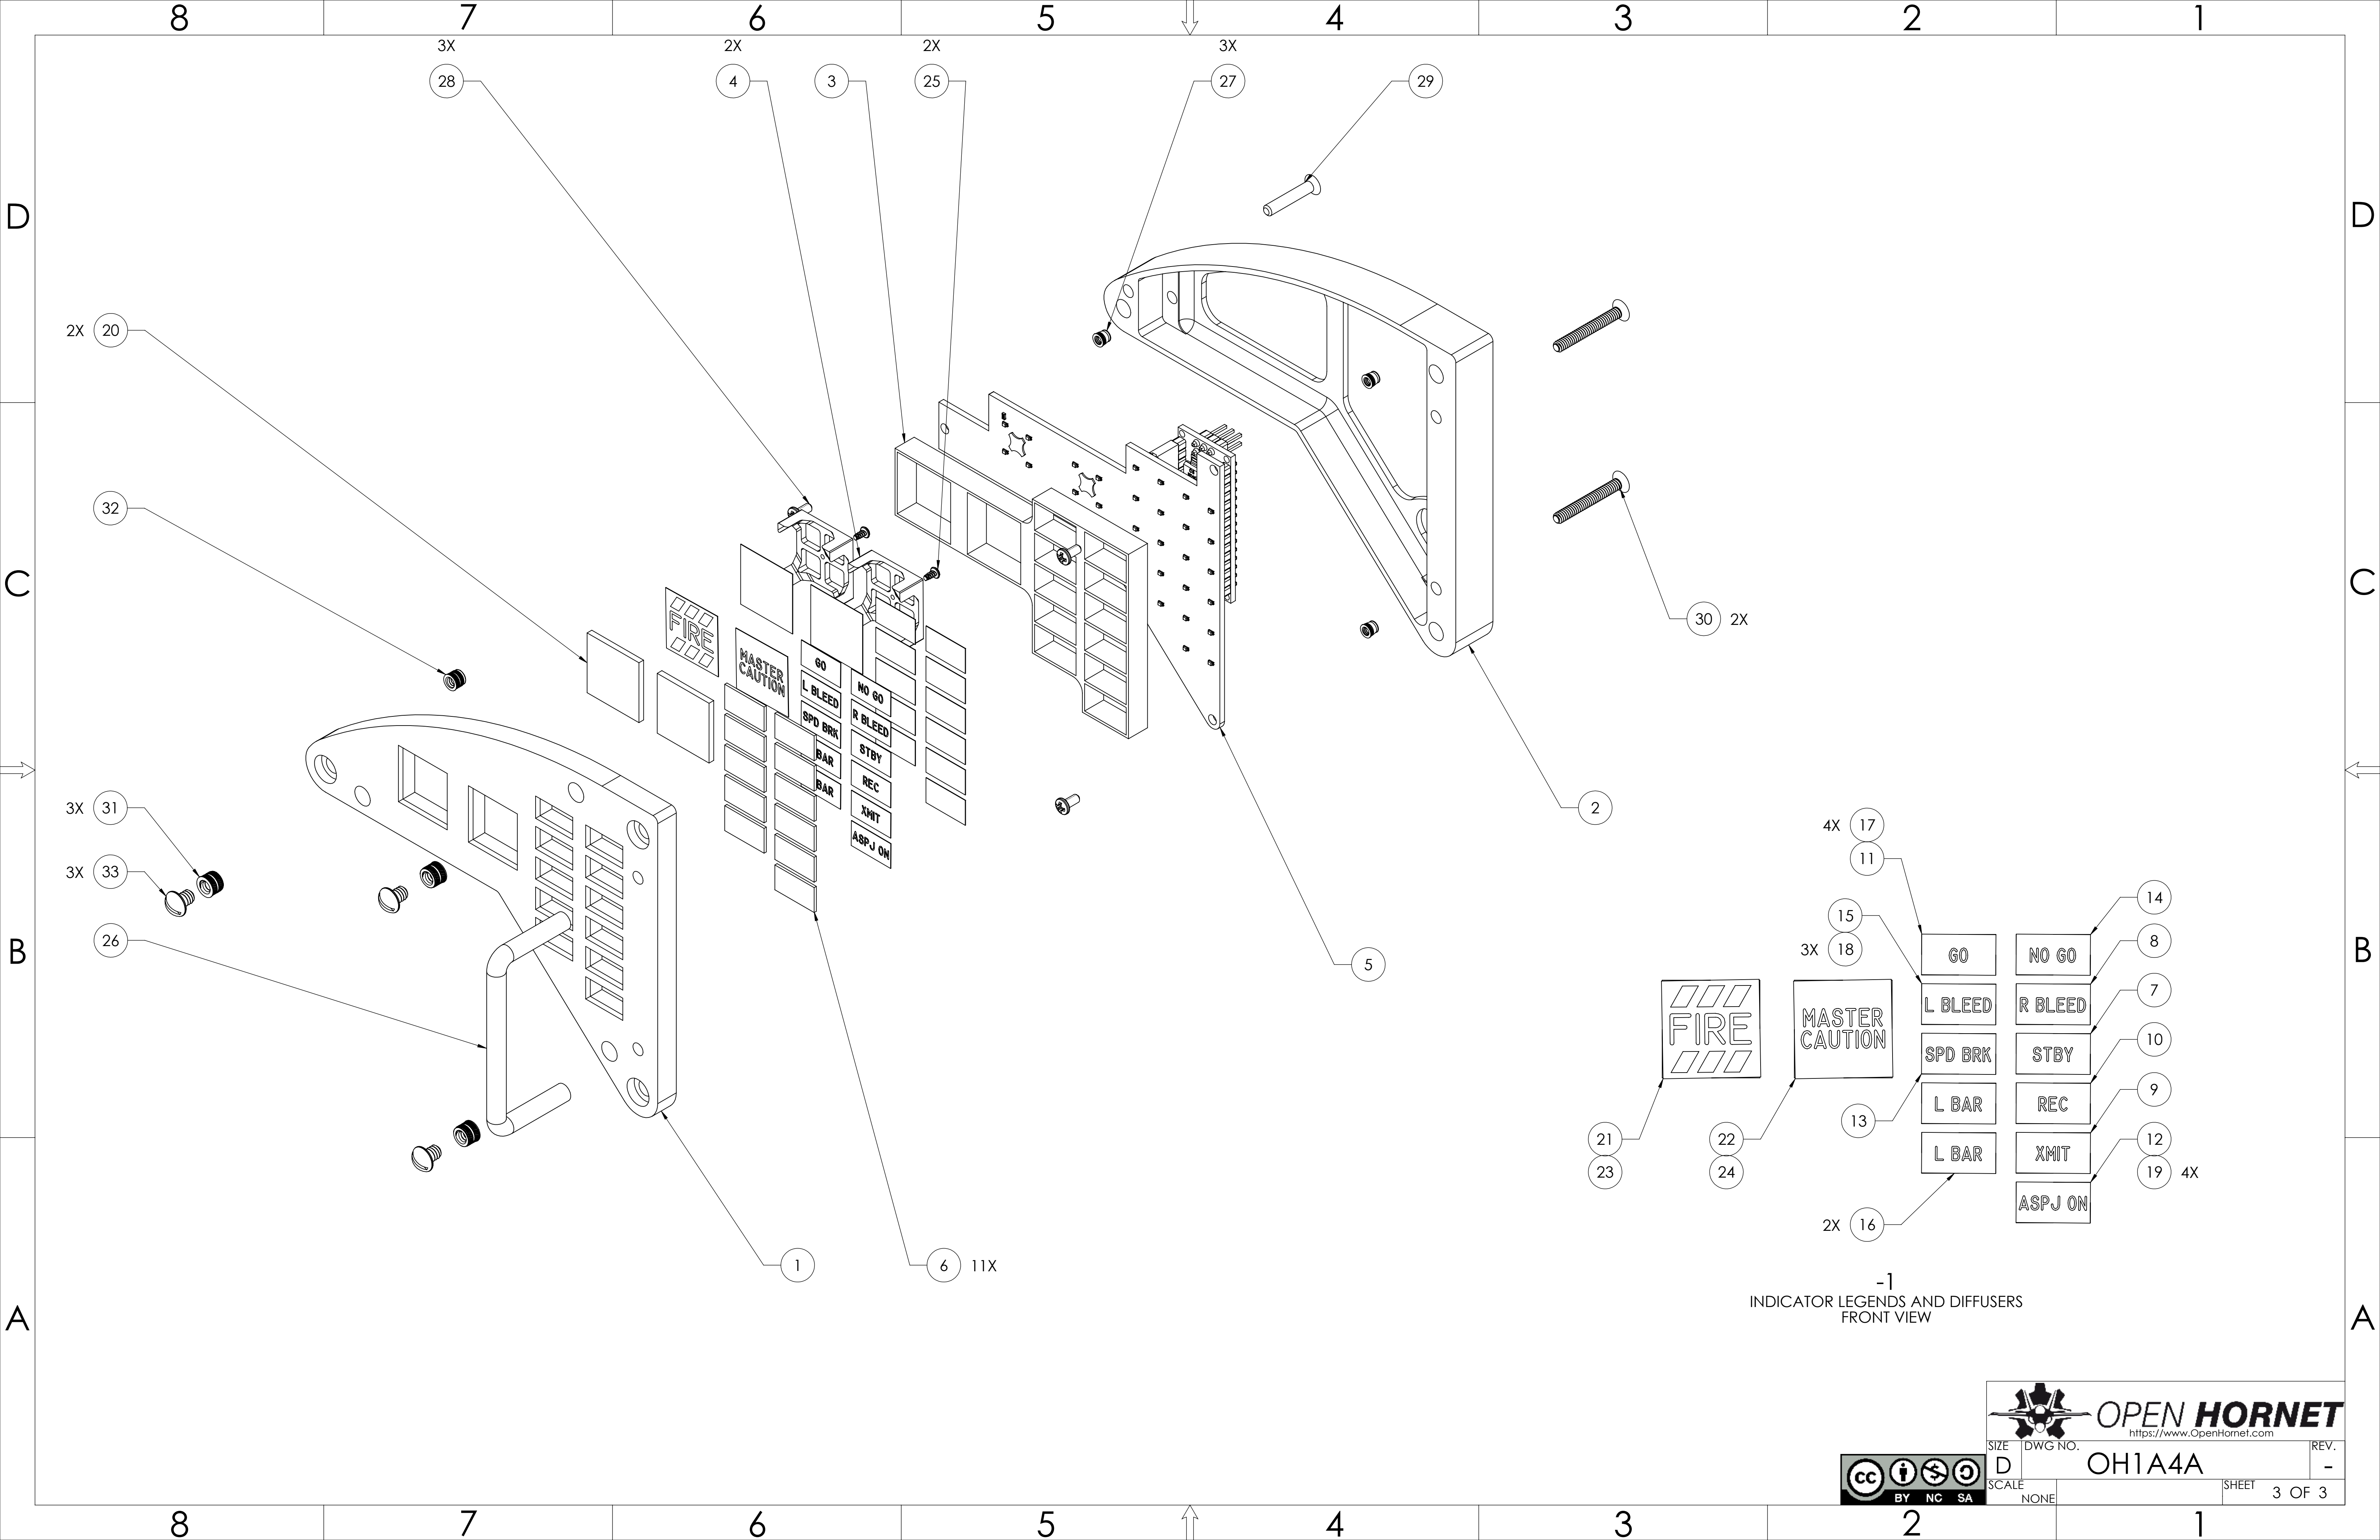 8 7 6 5 4 3 2 1
3X 2X 2X 3X
28 4 3 25 27 29
D D
2X 20
32
C C
30 2X
FIRE
MASTER
CAUTION
GO
L BLEED
SPD BRK
BAR
BAR
NO GO
R BLEED
STBY
REC
XMIT
ASPJ ON
3X 31
3X 33
26
2
4X 17
11
14
15
3X 18
8
7
10
9
13
12
19 4X
5
B B
GO NO GO
L BLEED R BLEED
SPD BRK STBY
L BAR REC
L BAR XMIT
ASPJ ON
FIRE
MASTER
CAUTION
21
23
22
24
2X 16
1
6 11X
-1
INDICATOR LEGENDS AND DIFFUSERS
FRONT VIEW
A A
OPEN HORNET
https://www.OpenHornet.com
SIZE
D
DWG NO.
OH1A4A
REV.
-
SCALE
NONE
SHEET
3 OF 3
cc
BY NC SA
8 7 6 5 4 3 2 1